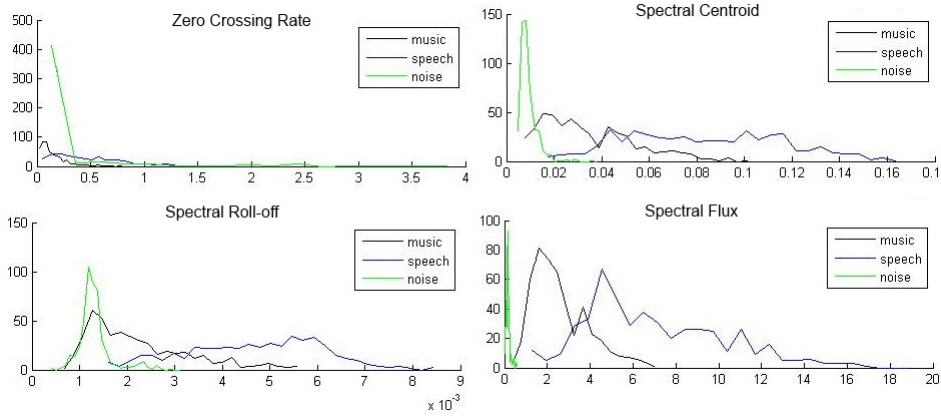 Zero Crossing Rate
500
400
300
200
100
0
0 0.5 1 1.5 2 2.5 3 3.5 4
music
speech
noise
Spectral Centroid
150
100
50
0
0 0.02 0.04 0.06 0.08 0.1 0.12 0.14 0.16 0.18
music
speech
noise
Spectral Roll-off
150
100
50
0
0 1 2 3 4 5 6 7 8 9
x 10⁻³
music
speech
noise
Spectral Flux
100
80
60
40
20
0
0 2 4 6 8 10 12 14 16 18 20
music
speech
noise